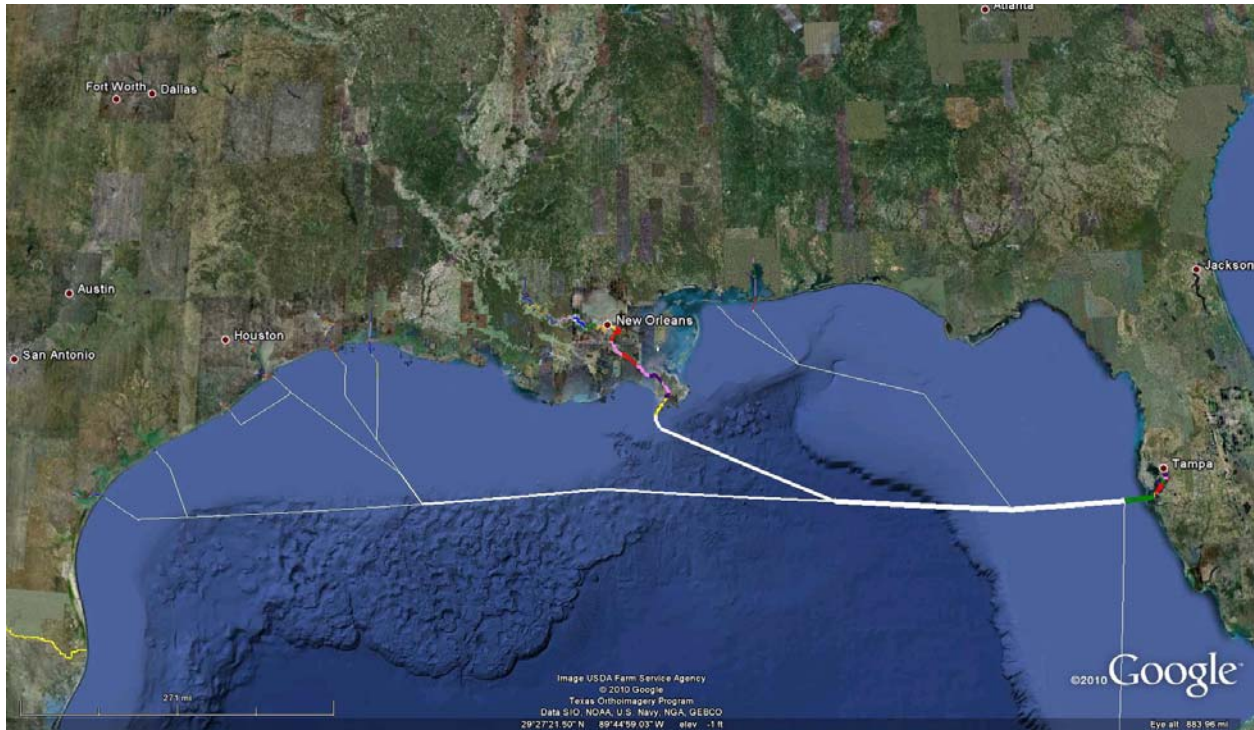 Atlanta
Fort Worth
Dallas
Jackson
Austin
New Orleans
Houston
San Antonio
Tampa
271 mi
Image USDA Farm Service Agency
© 2010 Google
Texas Orthoimagery Program
Data SIO, NOAA, U.S. Navy, NGA, GEBCO
29°27'21.50" N 89°44'59.03" W elev -1 ft
©2010 Google
Eye alt 883.96 mi